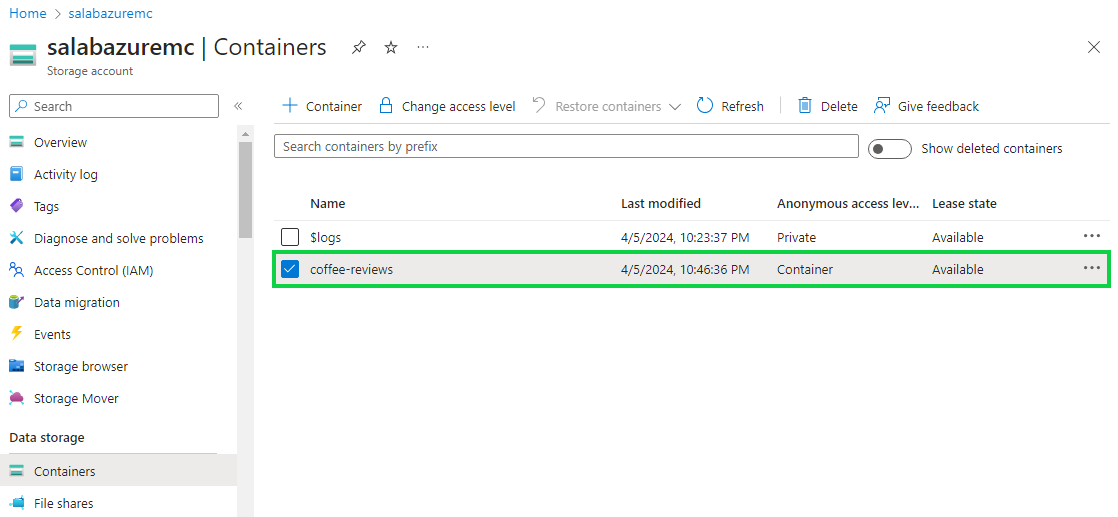 Home > salabazuremc
salabazuremc | Containers
Storage account
Search
Overview
Activity log
Tags
Diagnose and solve problems
Access Control (IAM)
Data migration
Events
Storage browser
Storage Mover
Data storage
Containers
File shares
Container Change access level Restore containers Refresh Delete Give feedback
Search containers by prefix
Show deleted containers
Name Last modified Anonymous access lev... Lease state
$logs 4/5/2024, 10:23:37 PM Private Available
coffee-reviews 4/5/2024, 10:46:36 PM Container Available